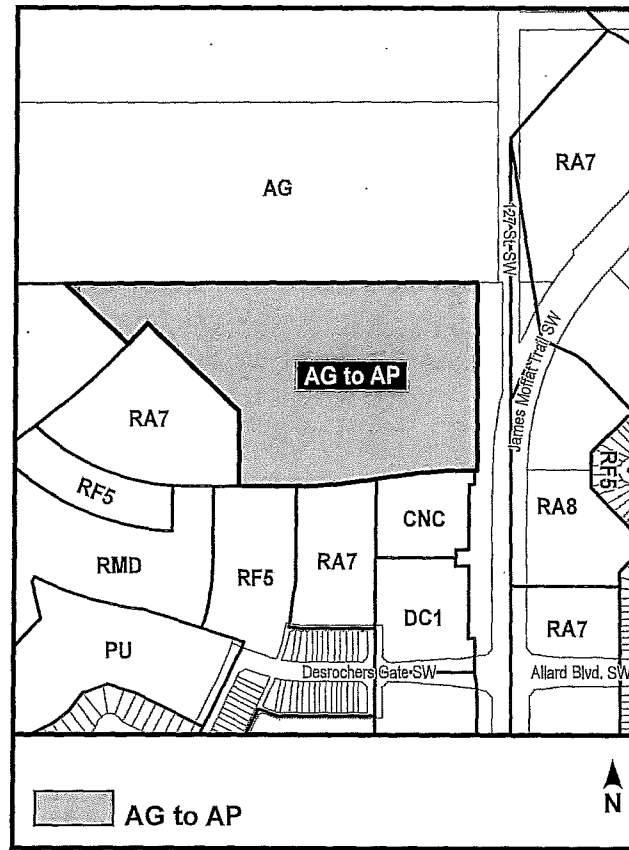 RA7
AG
127 St. SW
James Moffat Trail SW
AG to AP
RA7
RF5
RF5
CNC
RA8
RMD
RF5
RA7
DC1
RA7
PU
Desrochers Gate SW
Allard Blvd. SW
AG to AP
N